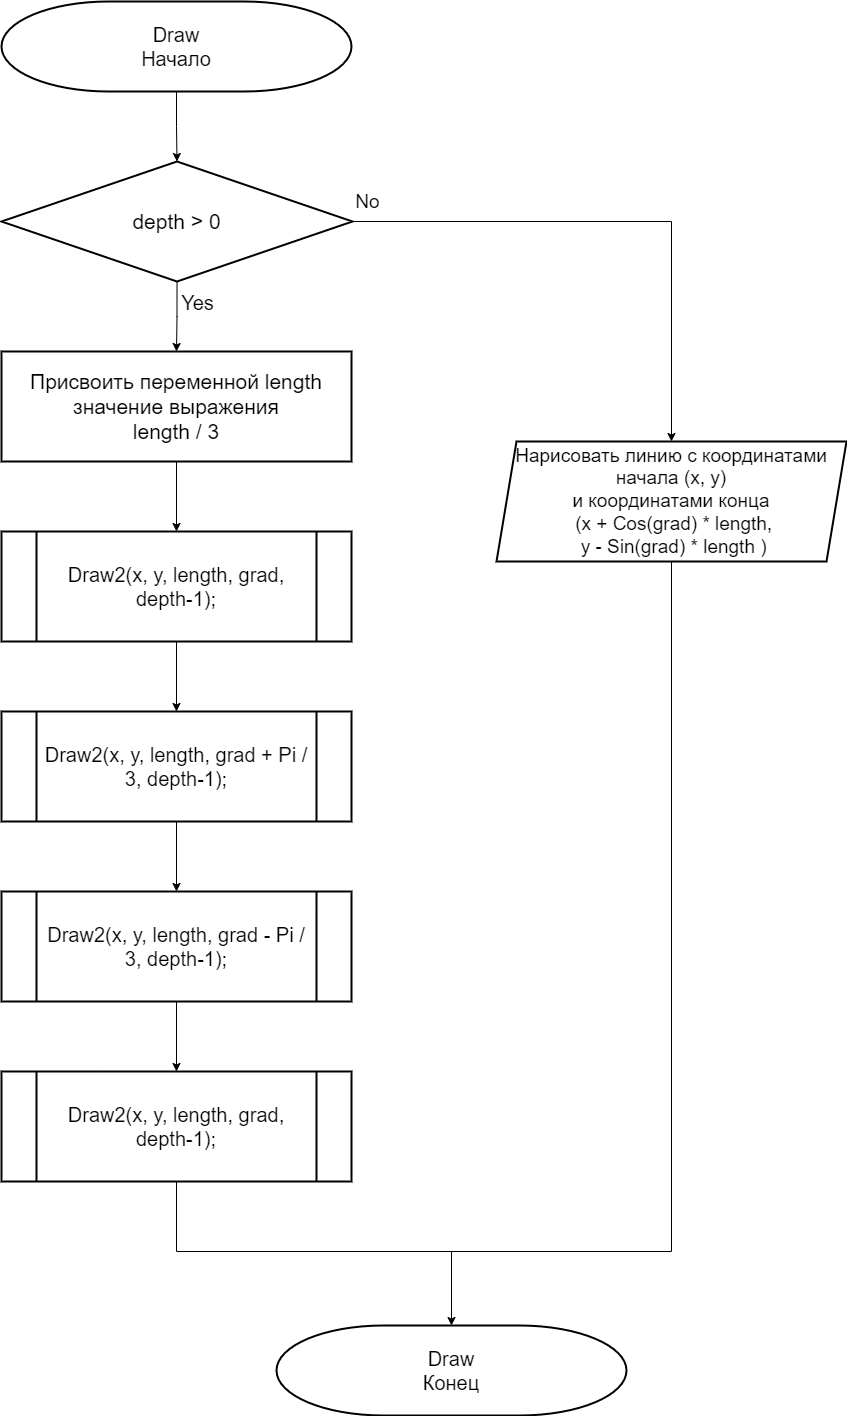 Draw
Начало
depth > 0
No
Yes
Присвоить переменной length
значение выражения
length / 3
Нарисовать линию с координатами
начала (x, y)
и координатами конца
(x + Cos(grad) * length,
y - Sin(grad) * length )
Draw2(x, y, length, grad,
depth-1);
Draw2(x, y, length, grad + Pi /
3, depth-1);
Draw2(x, y, length, grad - Pi /
3, depth-1);
Draw2(x, y, length, grad,
depth-1);
Draw
Конец